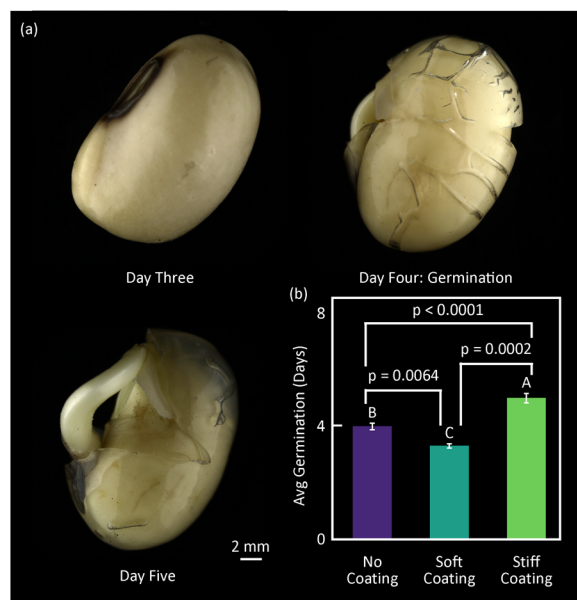 (a)
Day Three
Day Four: Germination
Day Five
2 mm
(b)
Avg Germination (Days)
8
4
0
p < 0.0001
p = 0.0002
p = 0.0064
B
C
A
No
Coating
Soft
Coating
Stiff
Coating